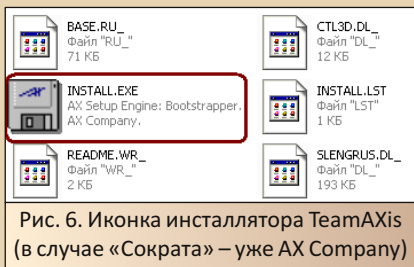 BASE.RU_
Файл "RU_"
71 КБ
CTL3D.DL_
Файл "DL_"
12 КБ
INSTALL.EXE
AX Setup Engine: Bootstrapper.
AX Company.
INSTALL.LST
Файл "LST"
1 КБ
README.WR_
Файл "WR_"
2 КБ
SLENGRUS.DL_
Файл "DL_"
193 КБ
Рис. 6. Иконка инсталлятора TeamAXis
(в случае «Сократа» – уже AX Company)